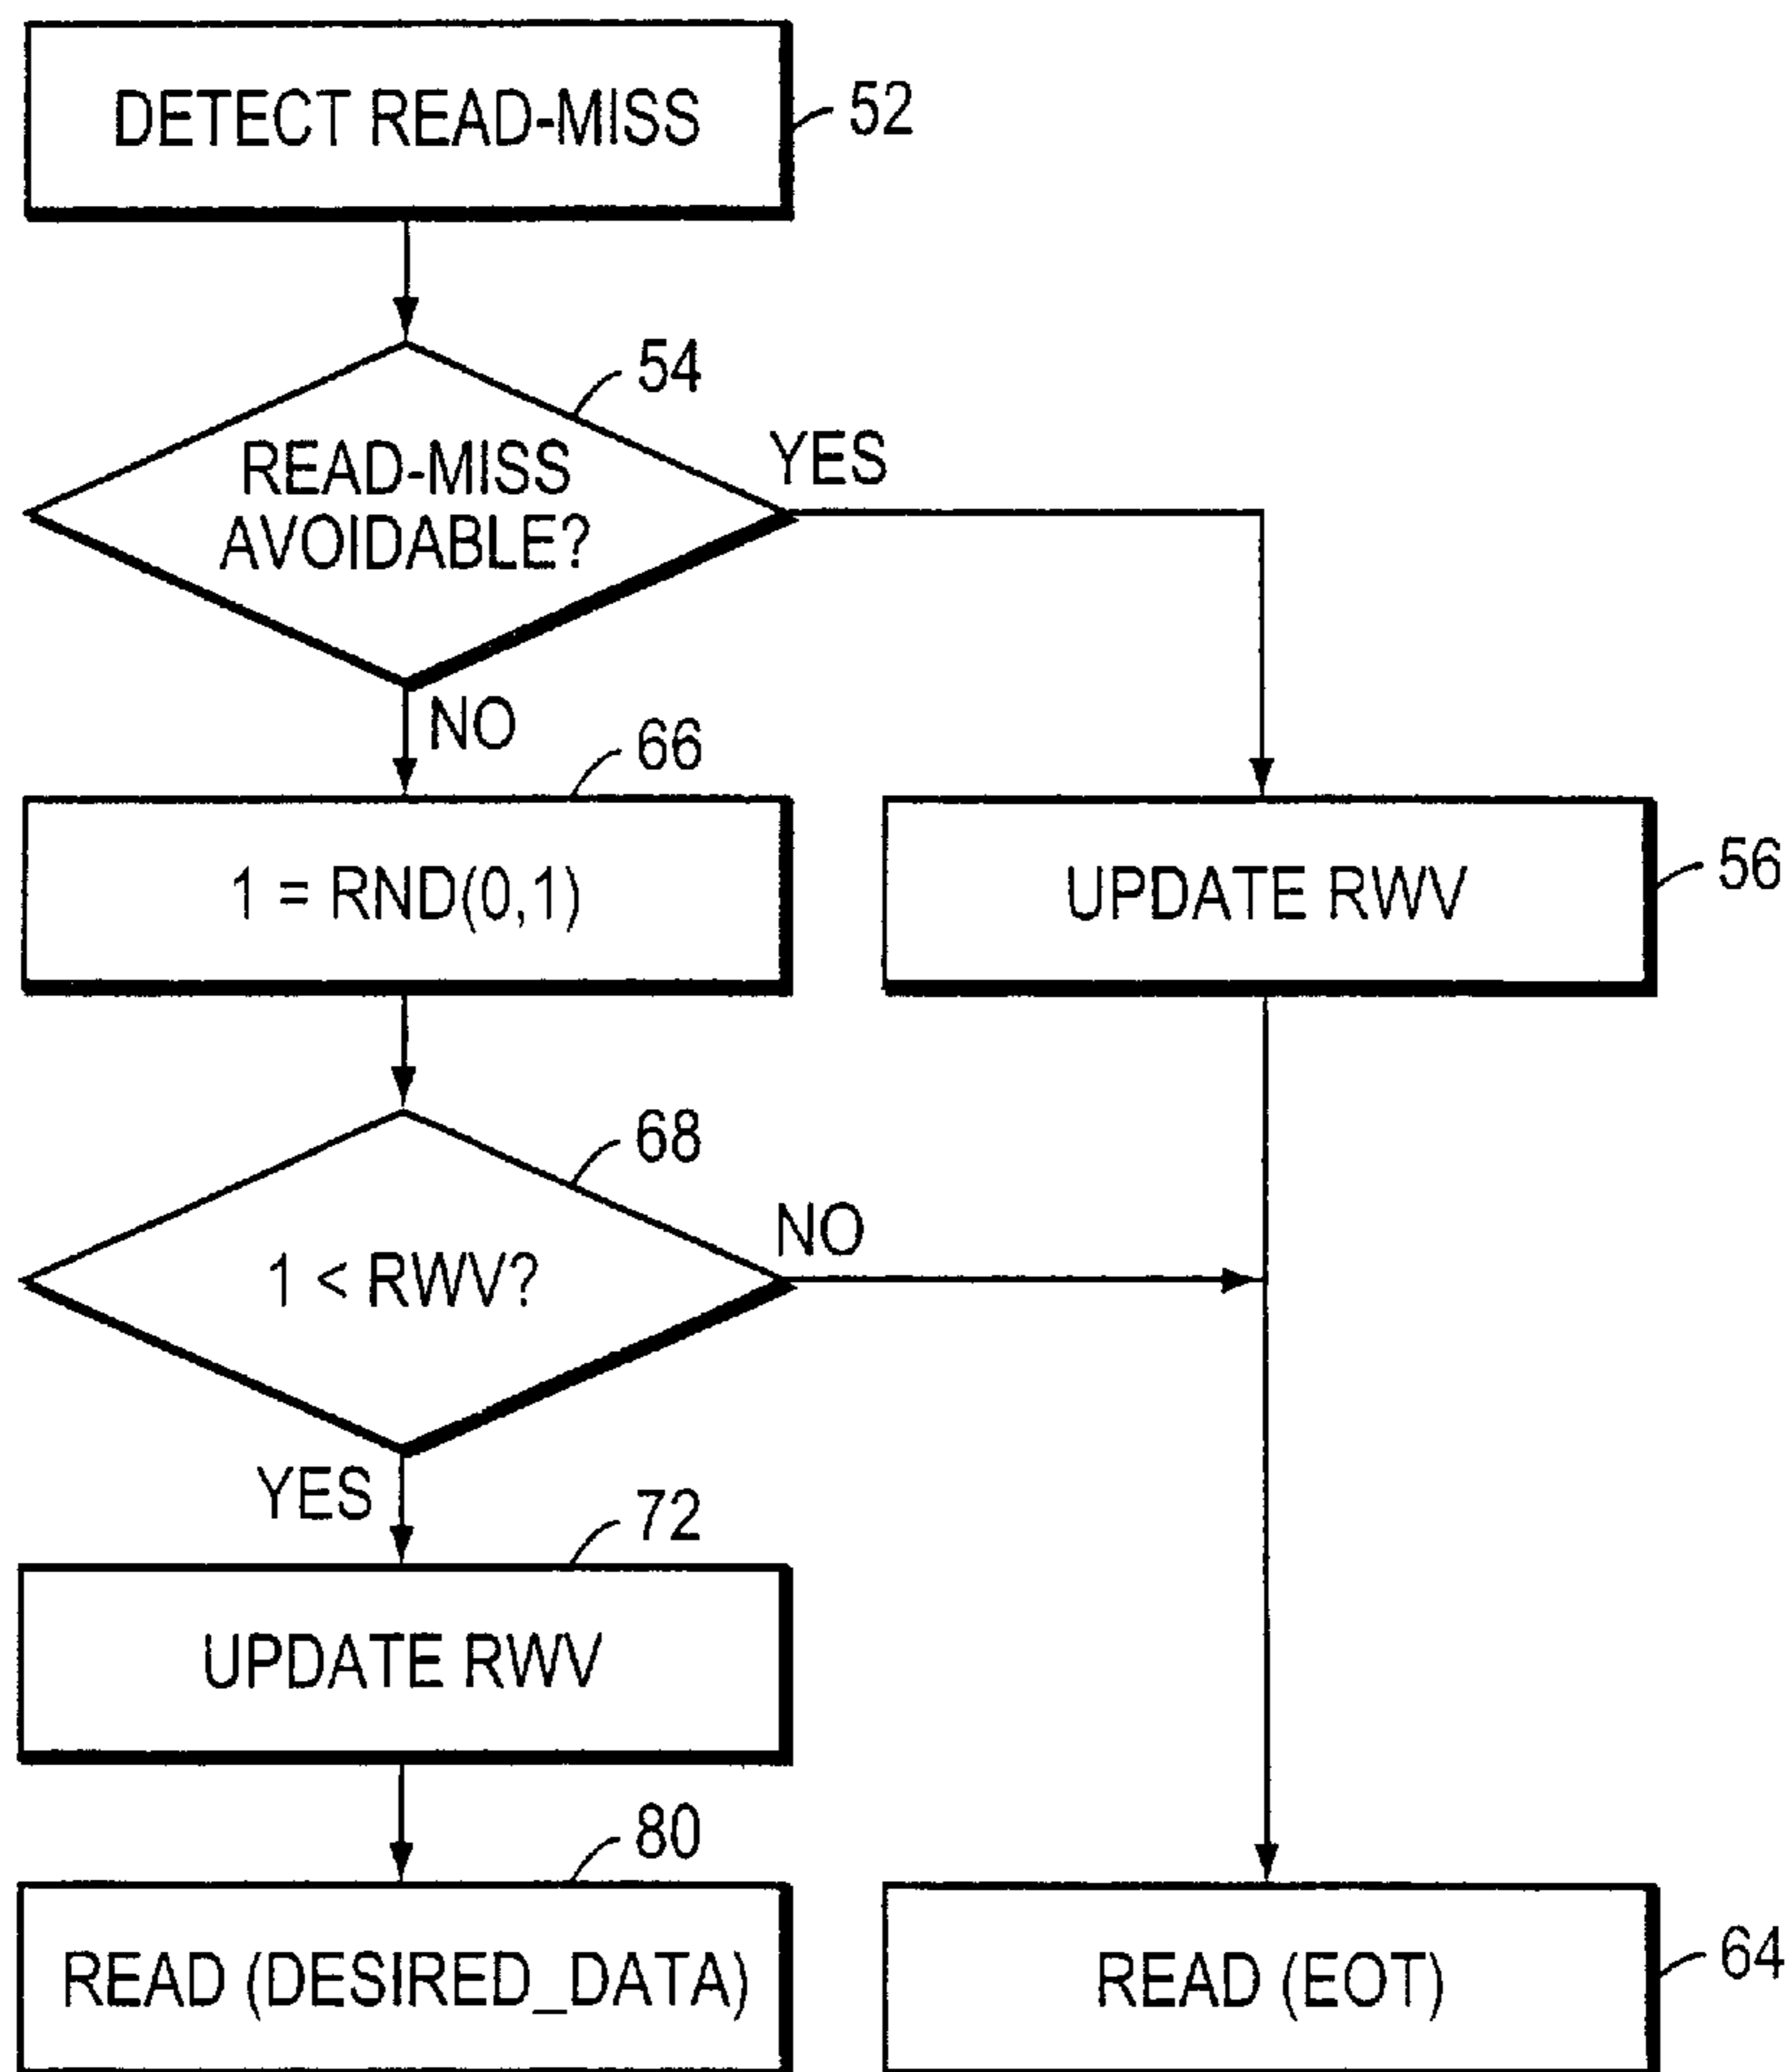 DETECT READ-MISS
52
54
READ-MISS
AVOIDABLE?
YES
NO
66
1 = RND(0,1)
UPDATE RWV
56
68
1 < RWV?
NO
YES
72
UPDATE RWV
80
READ (DESIRED_DATA)
READ (EOT)
64